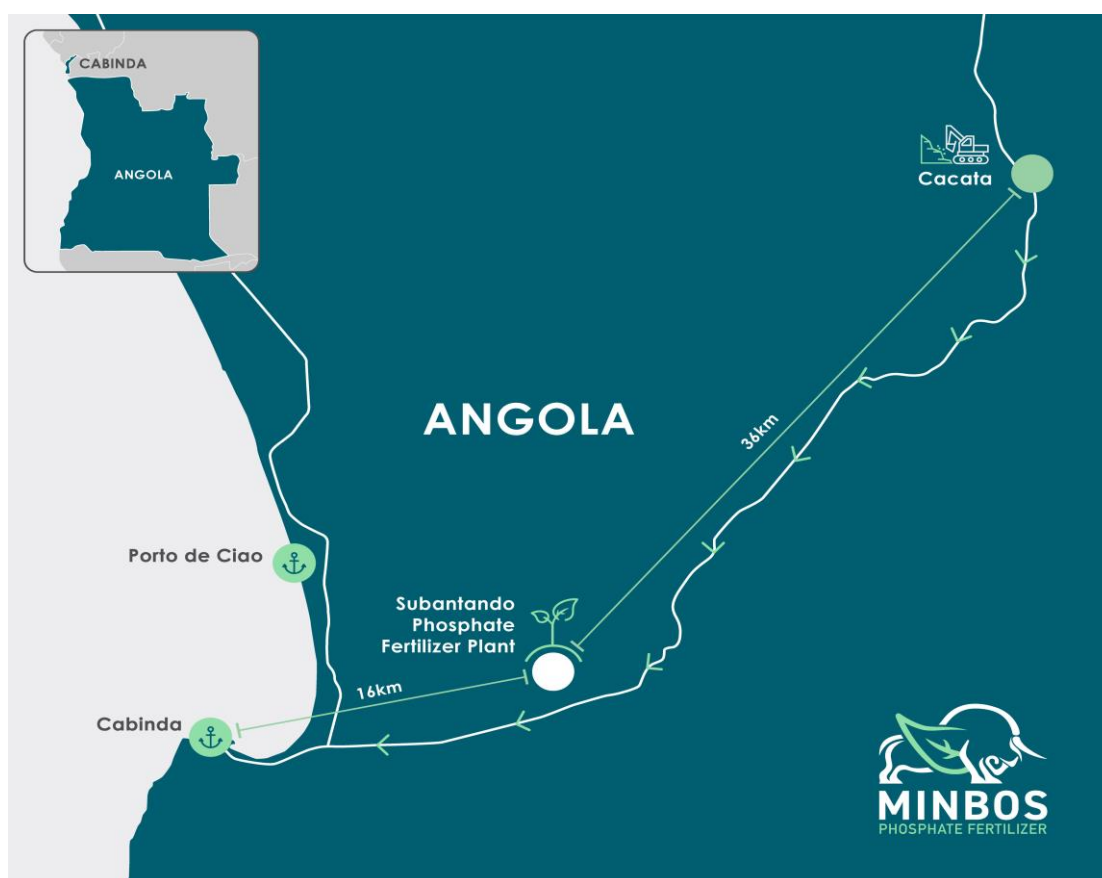 CABINDA
ANGOLA
Cacata
ANGOLA
36km
Porto de Ciao
Subantando
Phosphate
Fertilizer Plant
16km
Cabinda
MINBOS
PHOSPHATE FERTILIZER